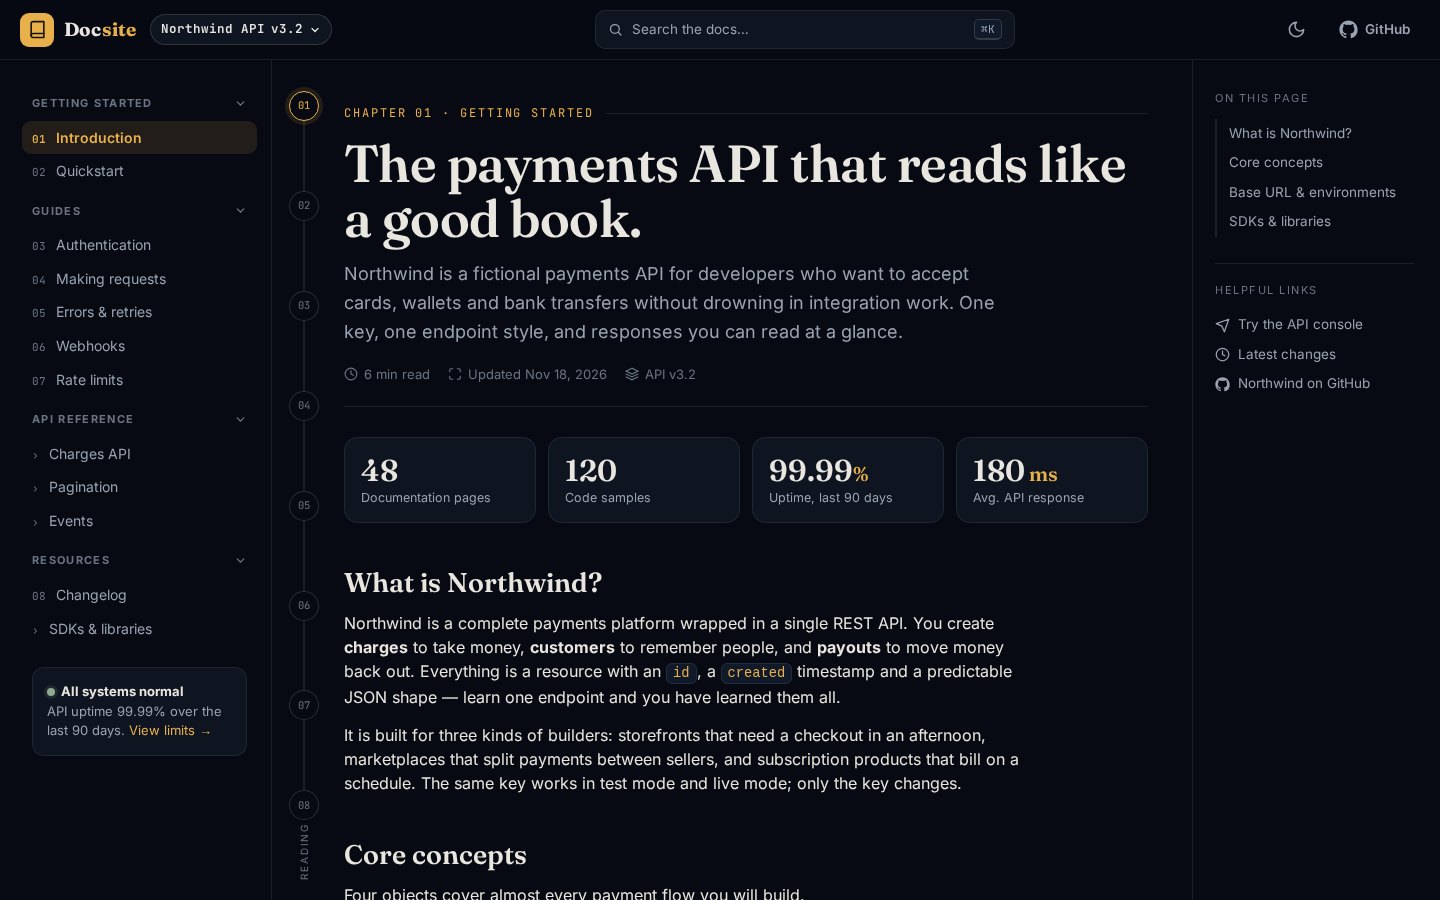 Docsite
Northwind API v3.2
Search the docs...
⌘K
GitHub
GETTING STARTED
01 Introduction
02 Quickstart
GUIDES
03 Authentication
04 Making requests
05 Errors & retries
06 Webhooks
07 Rate limits
API REFERENCE
› Charges API
› Pagination
› Events
RESOURCES
08 Changelog
› SDKs & libraries
All systems normal
API uptime 99.99% over the
last 90 days. View limits →
01
02
03
04
05
06
07
08
READING
CHAPTER 01 · GETTING STARTED
The payments API that reads like
a good book.
Northwind is a fictional payments API for developers who want to accept
cards, wallets and bank transfers without drowning in integration work. One
key, one endpoint style, and responses you can read at a glance.
6 min read
Updated Nov 18, 2026
API v3.2
48
Documentation pages
120
Code samples
99.99%
Uptime, last 90 days
180 ms
Avg. API response
What is Northwind?
Northwind is a complete payments platform wrapped in a single REST API. You create
charges to take money, customers to remember people, and payouts to move money
back out. Everything is a resource with an id, a created timestamp and a predictable
JSON shape — learn one endpoint and you have learned them all.
It is built for three kinds of builders: storefronts that need a checkout in an afternoon,
marketplaces that split payments between sellers, and subscription products that bill on a
schedule. The same key works in test mode and live mode; only the key changes.
Core concepts
Four objects cover almost every payment flow you will build.
ON THIS PAGE
What is Northwind?
Core concepts
Base URL & environments
SDKs & libraries
HELPFUL LINKS
Try the API console
Latest changes
Northwind on GitHub